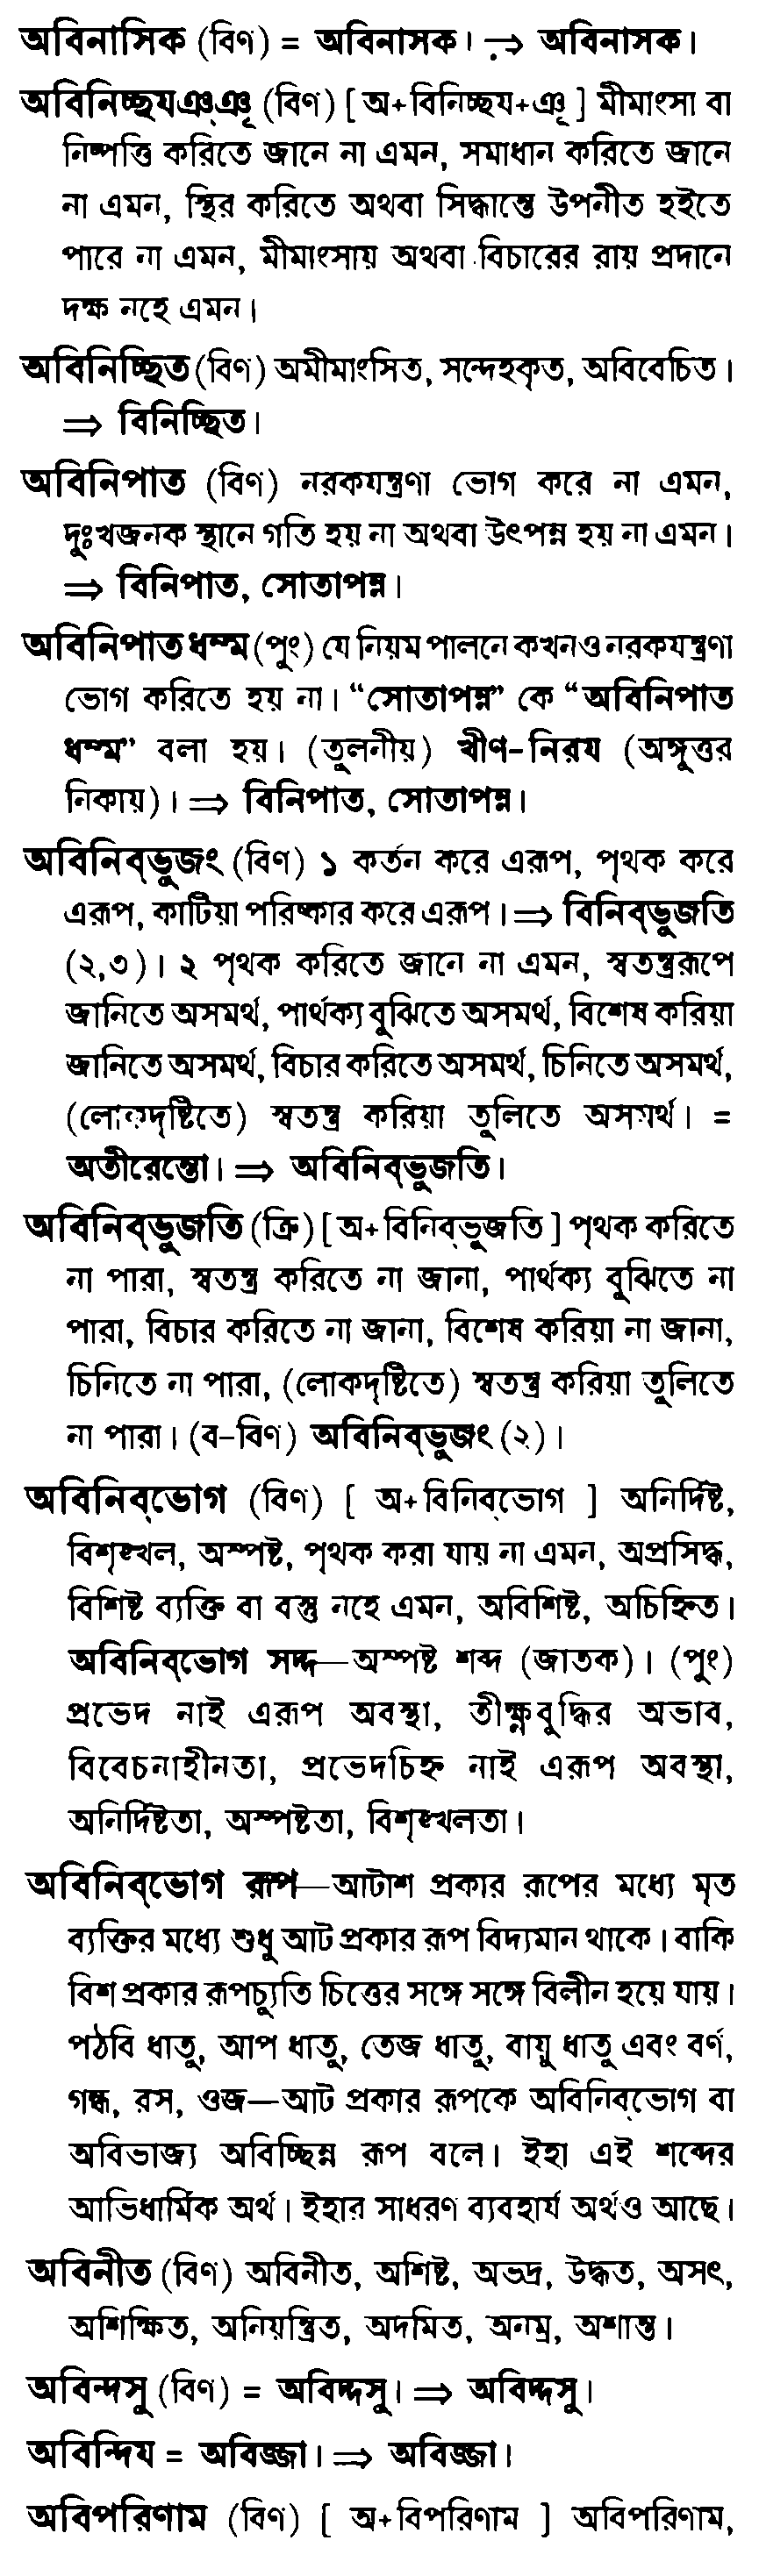 অবিনাসিক (বিণ) = অবিনাসক। ⇒ অবিনাসক।
অবিনিচ্ছযঞ্ঞূ (বিণ) [ অ+বিনিচ্ছয+ঞূ ] মীমাংসা বা
নিষ্পত্তি করিতে জানে না এমন, সমাধান করিতে জানে
না এমন, স্থির করিতে অথবা সিদ্ধান্তে উপনীত হইতে
পারে না এমন, মীমাংসায় অথবা বিচারের রায় প্রদানে
দক্ষ নহে এমন।
অবিনিচ্ছিত (বিণ) অমীমাংসিত, সন্দেহকৃত, অবিবেচিত।
⇒ বিনিচ্ছিত।
অবিনিপাত (বিণ) নরকযন্ত্রণা ভোগ করে না এমন,
দুঃখজনক স্থানে গতি হয় না অথবা উৎপন্ন হয় না এমন।
⇒ বিনিপাত, সোতাপন্ন।
অবিনিপাত ধম্ম (পুং) যে নিয়ম পালনে কখনও নরকযন্ত্রণা
ভোগ করিতে হয় না। “সোতাপন্ন” কে “অবিনিপাত
ধম্ম” বলা হয়। (তুলনীয়) খীণ-নিরয (অঙ্গুত্তর
নিকায়)। ⇒ বিনিপাত, সোতাপন্ন।
অবিনিব্ভুজং (বিণ) ১ কর্তন করে এরূপ, পৃথক করে
এরূপ, কাটিয়া পরিষ্কার করে এরূপ। ⇒ বিনিব্ভুজতি
(২,৩)। ২ পৃথক করিতে জানে না এমন, স্বতন্ত্ররূপে
জানিতে অসমর্থ, পার্থক্য বুঝিতে অসমর্থ, বিশেষ করিয়া
জানিতে অসমর্থ, বিচার করিতে অসমর্থ, চিনিতে অসমর্থ,
(লোকদৃষ্টিতে) স্বতন্ত্র করিয়া তুলিতে অসমর্থ। =
অতীরেন্তো। ⇒ অবিনিব্ভুজতি।
অবিনিব্ভুজতি (ক্রি) [ অ+বিনিব্ভুজতি ] পৃথক করিতে
না পারা, স্বতন্ত্র করিতে না জানা, পার্থক্য বুঝিতে না
পারা, বিচার করিতে না জানা, বিশেষ করিয়া না জানা,
চিনিতে না পারা, (লোকদৃষ্টিতে) স্বতন্ত্র করিয়া তুলিতে
না পারা। (ব-বিণ) অবিনিব্ভুজং (২)।
অবিনিব্ভোগ (বিণ) [ অ+বিনিব্ভোগ ] অনির্দিষ্ট,
বিশৃঙ্খল, অস্পষ্ট, পৃথক করা যায় না এমন, অপ্রসিদ্ধ,
বিশিষ্ট ব্যক্তি বা বস্তু নহে এমন, অবিশিষ্ট, অচিহ্নিত।
অবিনিব্ভোগ সদ্দ—অস্পষ্ট শব্দ (জাতক)। (পুং)
প্রভেদ নাই এরূপ অবস্থা, তীক্ষ্ণবুদ্ধির অভাব,
বিবেচনাহীনতা, প্রভেদচিহ্ন নাই এরূপ অবস্থা,
অনির্দিষ্টতা, অস্পষ্টতা, বিশৃঙ্খলতা।
অবিনিব্ভোগ রূপ—আটাশ প্রকার রূপের মধ্যে মৃত
ব্যক্তির মধ্যে শুধু আট প্রকার রূপ বিদ্যমান থাকে। বাকি
বিশ প্রকার রূপচ্যুতি চিত্তের সঙ্গে সঙ্গে বিলীন হয়ে যায়।
পঠবি ধাতু, আপ ধাতু, তেজ ধাতু, বায়ু ধাতু এবং বর্ণ,
গন্ধ, রস, ওজ—আট প্রকার রূপকে অবিনিব্ভোগ বা
অবিভাজ্য অবিচ্ছিন্ন রূপ বলে। ইহা এই শব্দের
আভিধার্মিক অর্থ। ইহার সাধরণ ব্যবহার্য অর্থও আছে।
অবিনীত (বিণ) অবিনীত, অশিষ্ট, অভদ্র, উদ্ধত, অসৎ,
অশিক্ষিত, অনিয়ন্ত্রিত, অদমিত, অনম্র, অশান্ত।
অবিন্দসু (বিণ) = অবিদ্দসু। ⇒ অবিদ্দসু।
অবিন্দিয = অবিজ্জা। ⇒ অবিজ্জা।
অবিপরিণাম (বিণ) [ অ+বিপরিণাম ] অবিপরিণাম,